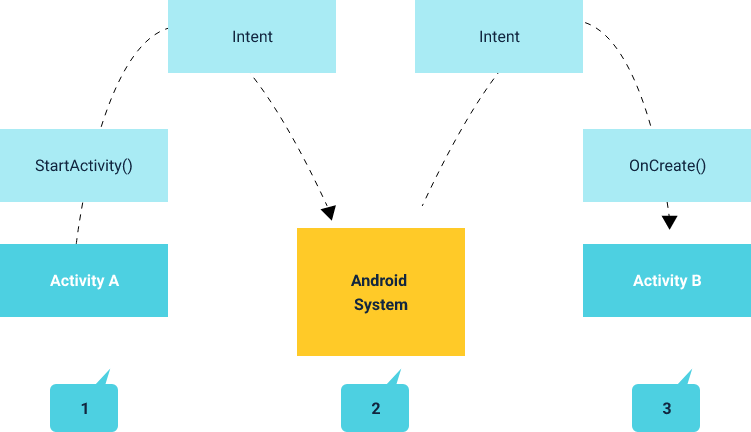 Intent
Intent
StartActivity()
OnCreate()
Activity A
Android
System
Activity B
1
2
3